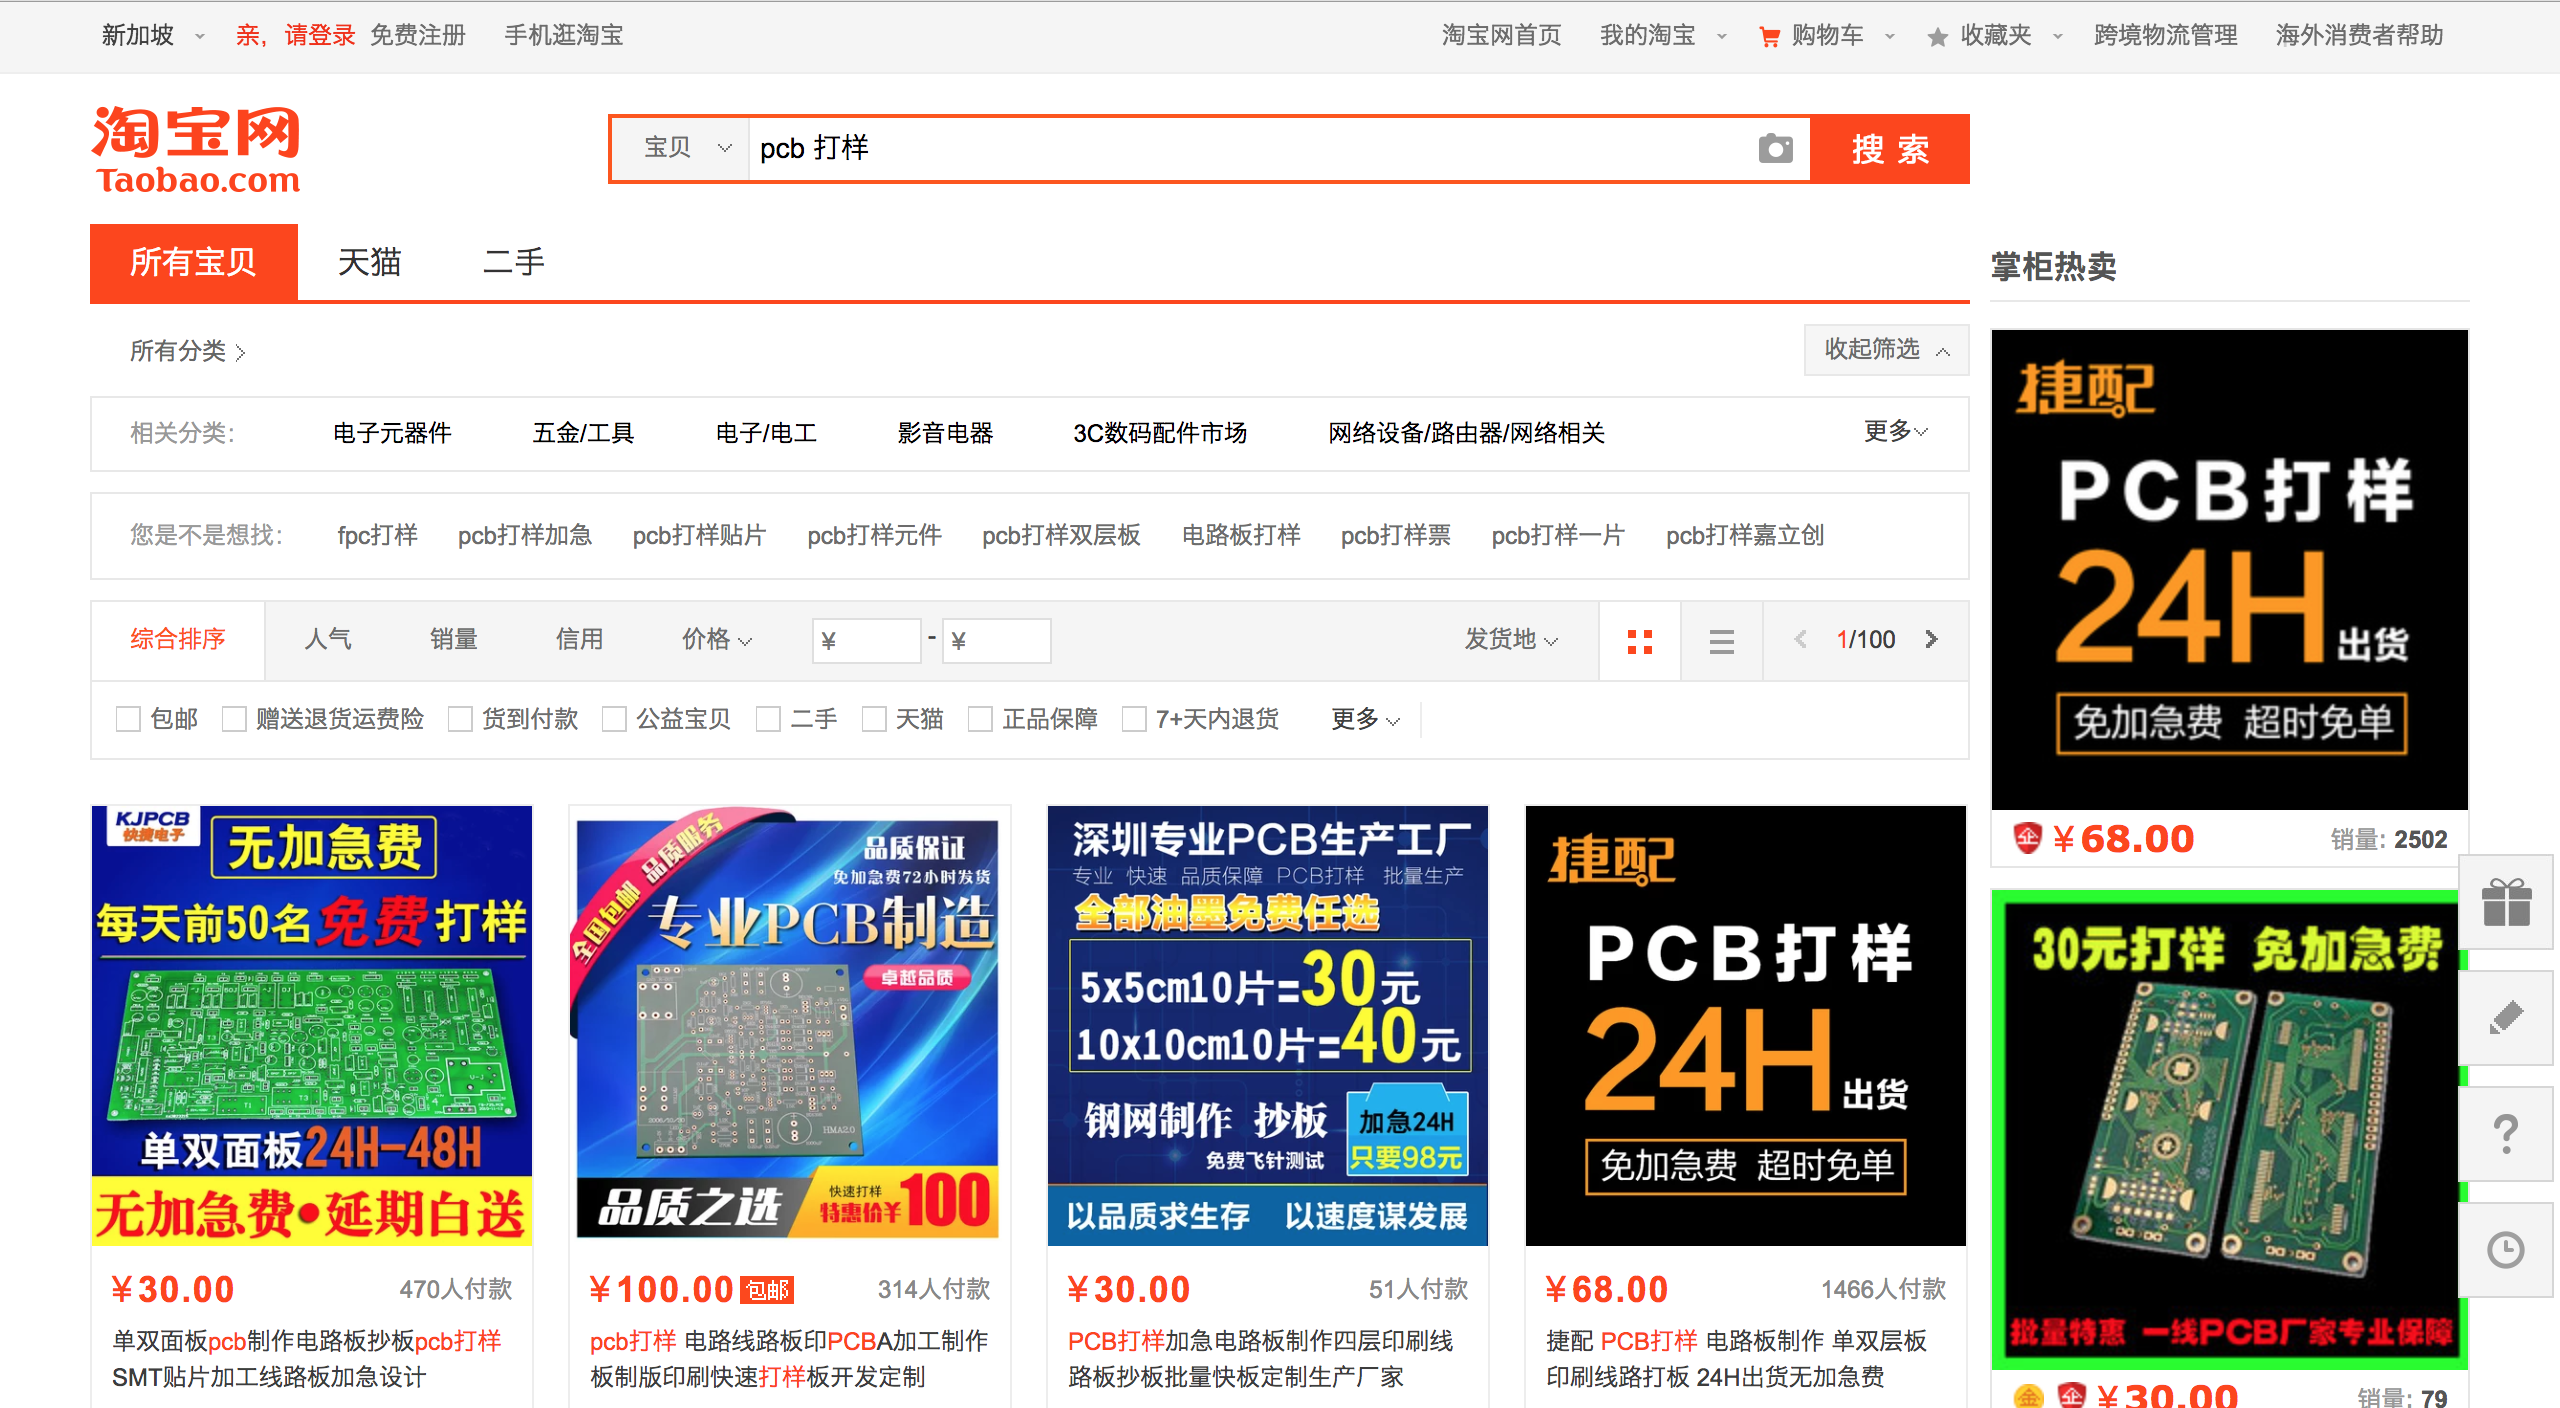 新加坡 亲，请登录 免费注册 手机逛淘宝 淘宝网首页 我的淘宝 购物车 收藏夹 跨境物流管理 海外消费者帮助
淘宝网
Taobao.com
宝贝 pcb 打样 搜 索
所有宝贝 天猫 二手
所有分类 收起筛选
相关分类： 电子元器件 五金/工具 电子/电工 影音电器 3C数码配件市场 网络设备/路由器/网络相关 更多
您是不是想找： fpc打样 pcb打样加急 pcb打样贴片 pcb打样元件 pcb打样双层板 电路板打样 pcb打样票 pcb打样一片 pcb打样嘉立创
综合排序 人气 销量 信用 价格 ¥ - ¥ 发货地 1/100
包邮 赠送退货运费险 货到付款 公益宝贝 二手 天猫 正品保障 7+天内退货 更多
KJPCB
快捷电子
无加急费
每天前50名免费打样
单双面板24H-48H
无加急费•延期白送
¥30.00 470人付款
单双面板pcb制作电路板抄板pcb打样
SMT贴片加工线路板加急设计
全国包邮 品质服务
品质保证
免加急费72小时发货
专业PCB制造
卓越品质
HMA2.0
品质之选
快速打样
特惠价¥100
¥100.00 包邮 314人付款
pcb打样 电路线路板印PCBA加工制作
板制版印刷快速打样板开发定制
深圳专业PCB生产工厂
专业 快速 品质保障 PCB打样 批量生产
全部油墨免费任选
5x5cm10片=30元
10x10cm10片=40元
钢网制作 抄板
免费飞针测试
加急24H
只要98元
以品质求生存 以速度谋发展
¥30.00 51人付款
PCB打样加急电路板制作四层印刷线
路板抄板批量快板定制生产厂家
捷配
PCB打样
24H出货
免加急费 超时免单
¥68.00 1466人付款
捷配 PCB打样 电路板制作 单双层板
印刷线路打板 24H出货无加急费
掌柜热卖
捷配
PCB打样
24H出货
免加急费 超时免单
企 ¥68.00 销量: 2502
30元打样 免加急费
批量特惠 一线PCB厂家专业保障
金 企 ¥30.00 销量: 79